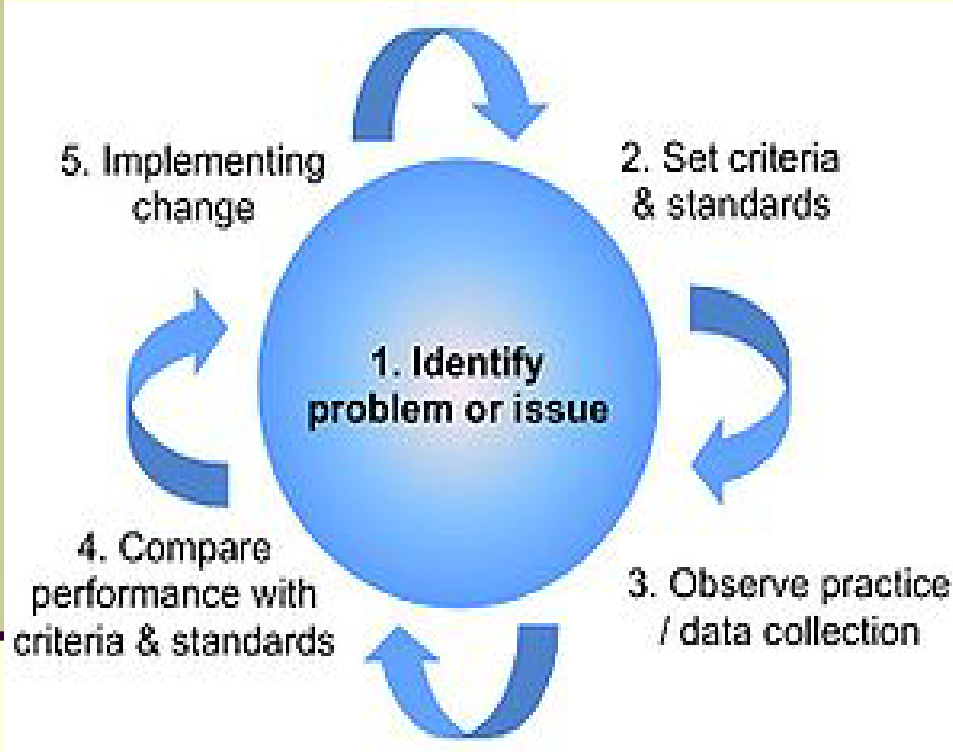 1. Identify
problem or issue
2. Set criteria
& standards
3. Observe practice
/ data collection
4. Compare
performance with
criteria & standards
5. Implementing
change